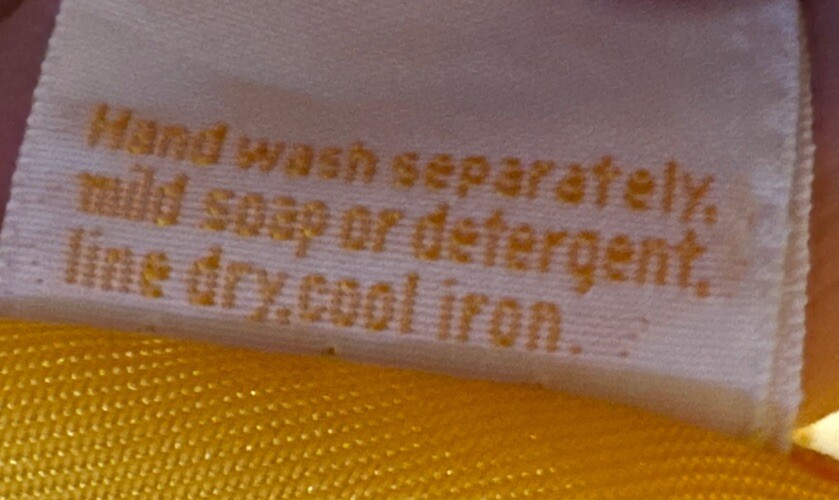 Hand wash separately.
mild soap or detergent.
line dry.cool iron.